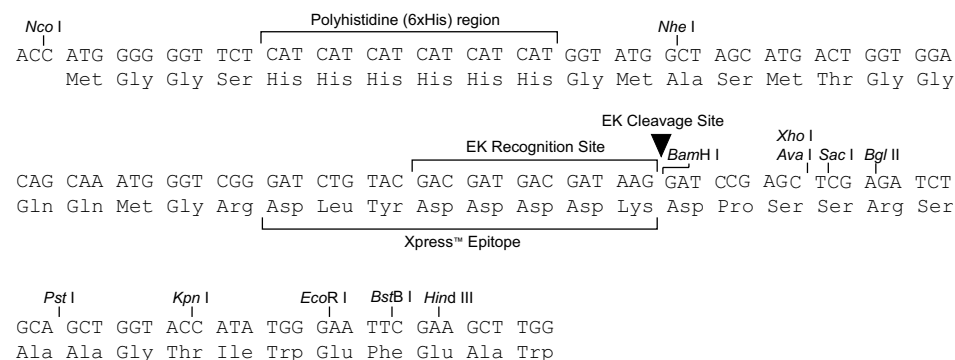 Polyhistidine (6xHis) region
Nco I
Nhe I
ACC ATG GGG GGT TCT CAT CAT CAT CAT CAT CAT GGT ATG GCT AGC ATG ACT GGT GGA
Met Gly Gly Ser His His His His His His Gly Met Ala Ser Met Thr Gly Gly
EK Cleavage Site
EK Recognition Site
BamH I
Xho I
Ava I
Sac I
Bgl II
CAG CAA ATG GGT CGG GAT CTG TAC GAC GAT GAC GAT AAG GAT CCG AGC TCG AGA TCT
Gln Gln Met Gly Arg Asp Leu Tyr Asp Asp Asp Asp Lys Asp Pro Ser Ser Arg Ser
Xpress™ Epitope
Pst I
Kpn I
EcoR I
BstB I
Hind III
GCA GCT GGT ACC ATA TGG GAA TTC GAA GCT TGG
Ala Ala Gly Thr Ile Trp Glu Phe Glu Ala Trp